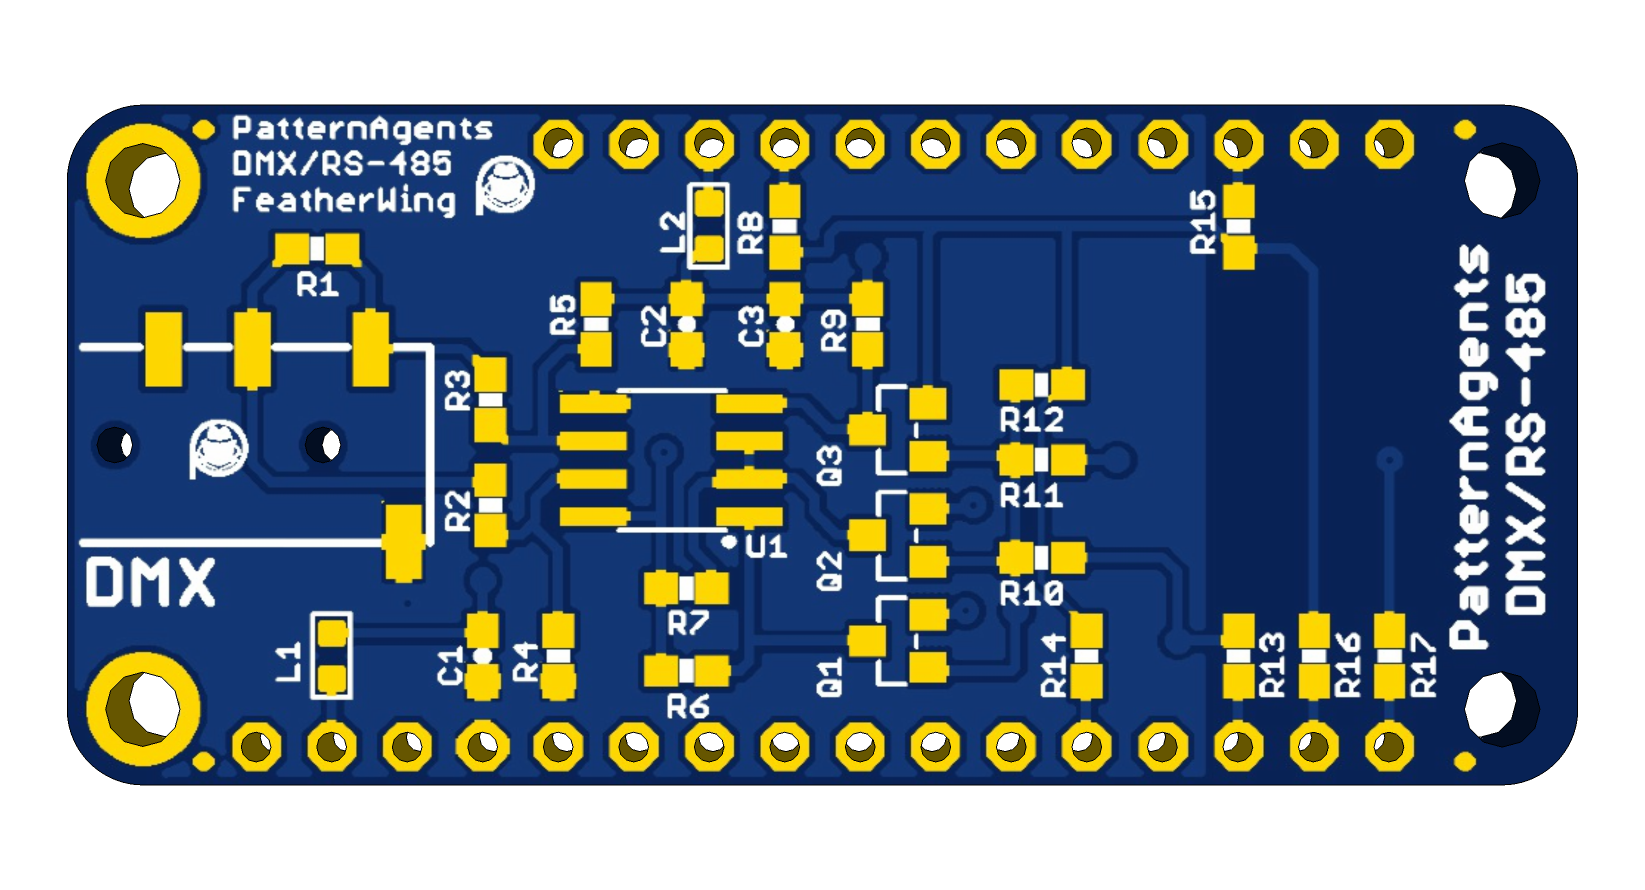 PatternAgents
DMX/RS-485
FeatherWing
R1
L2
R8
R15
R5
C2
C3
R9
R3
R2
R12
R11
R10
Q3
Q2
Q1
U1
DMX
L1
C1
R4
R7
R6
R14
R13
R16
R17
PatternAgents
DMX/RS-485